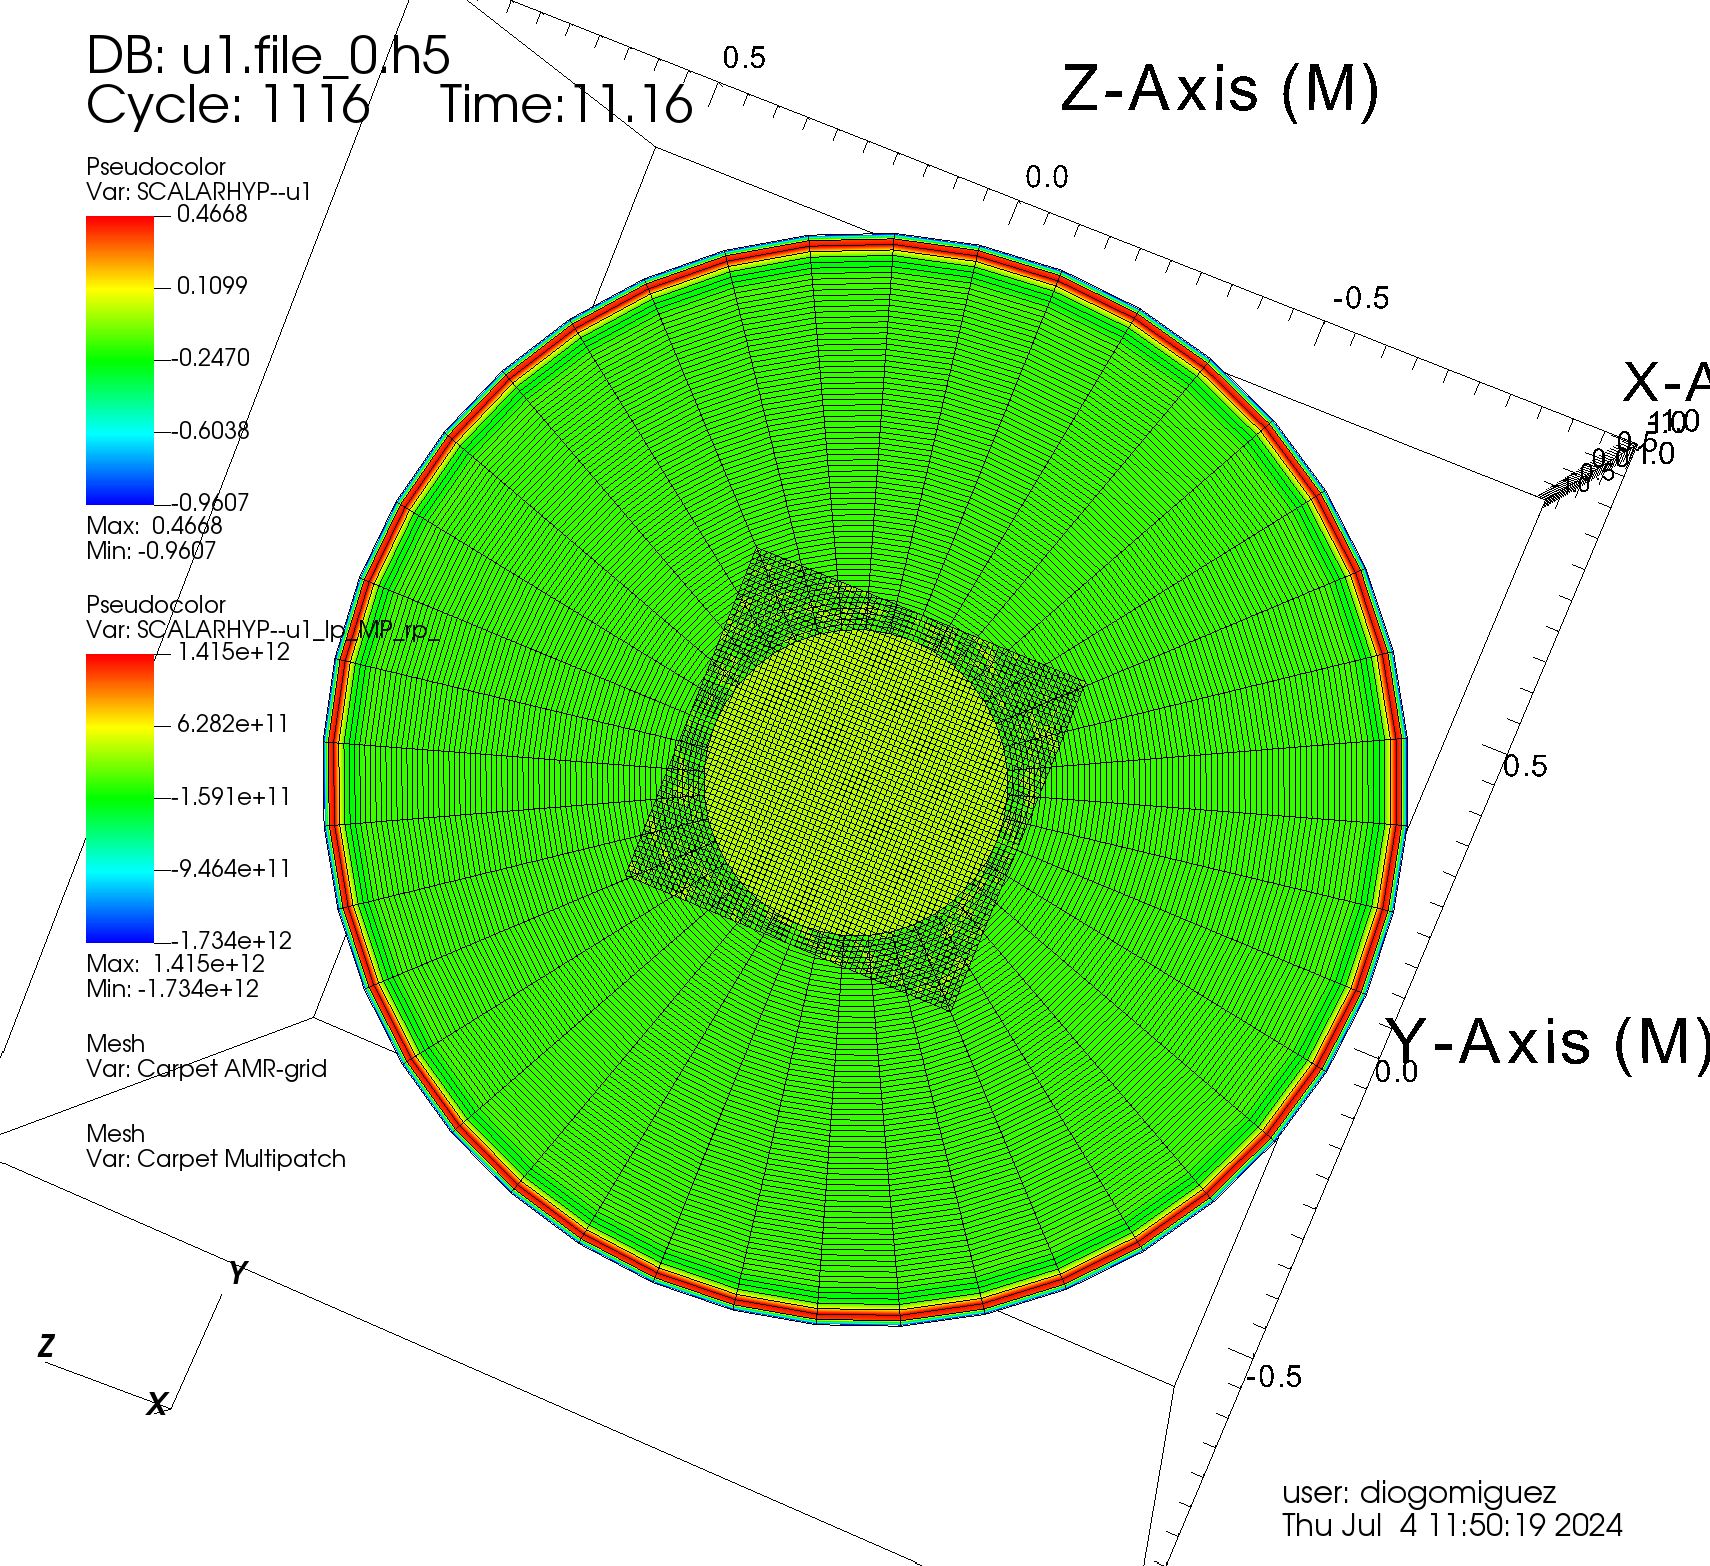 DB: u1.file_0.h5
Cycle: 1116 Time:11.16
Pseudocolor
Var: SCALARHYP--u1
0.4668
0.1099
-0.2470
-0.6038
-0.9607
Max: 0.4668
Min: -0.9607
Pseudocolor
Var: SCALARHYP--u1_lp_MP_rp_
1.415e+12
6.282e+11
-1.591e+11
-9.464e+11
-1.734e+12
Max: 1.415e+12
Min: -1.734e+12
Mesh
Var: Carpet AMR-grid
Mesh
Var: Carpet Multipatch
Z-Axis (M)
0.5
0.0
-0.5
X-A
1.0
Y-Axis (M)
0.5
0.0
-0.5
Y
Z
X
user: diogomiguez
Thu Jul 4 11:50:19 2024